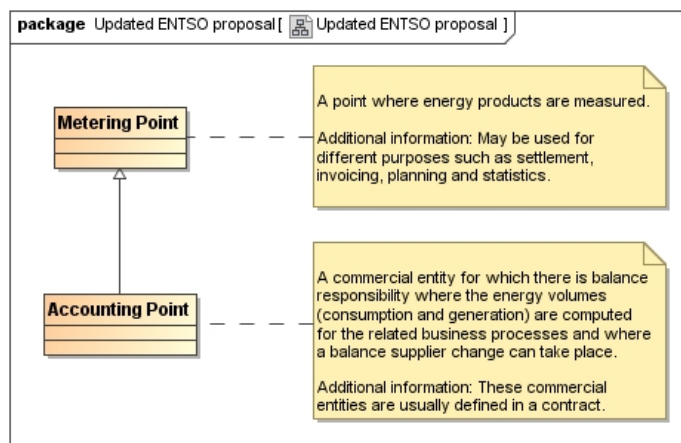 package Updated ENTSO proposal [ Updated ENTSO proposal ]
Metering Point
A point where energy products are measured.
Additional information: May be used for
different purposes such as settlement,
invoicing, planning and statistics.
Accounting Point
A commercial entity for which there is balance
responsibility where the energy volumes
(consumption and generation) are computed
for the related business processes and where
a balance supplier change can take place.
Additional information: These commercial
entities are usually defined in a contract.